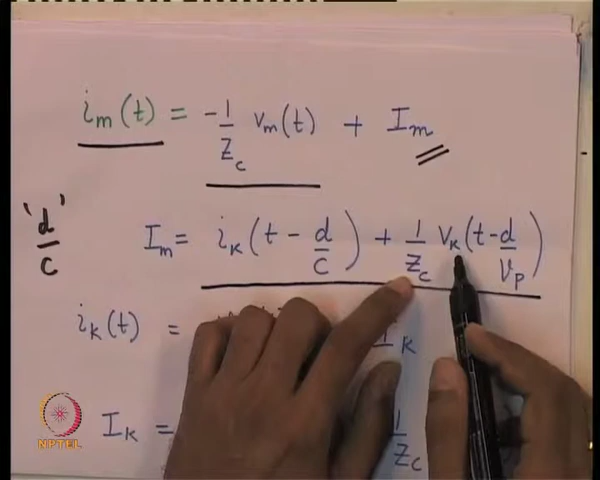 i_m(t) = -1/Z_c v_m(t) + I_m
'd'/c
I_m = i_k(t - d/c) + 1/Z_c v_k(t - d/v_p)
i_k(t) = K
I_k = 1/Z_c
NPTEL